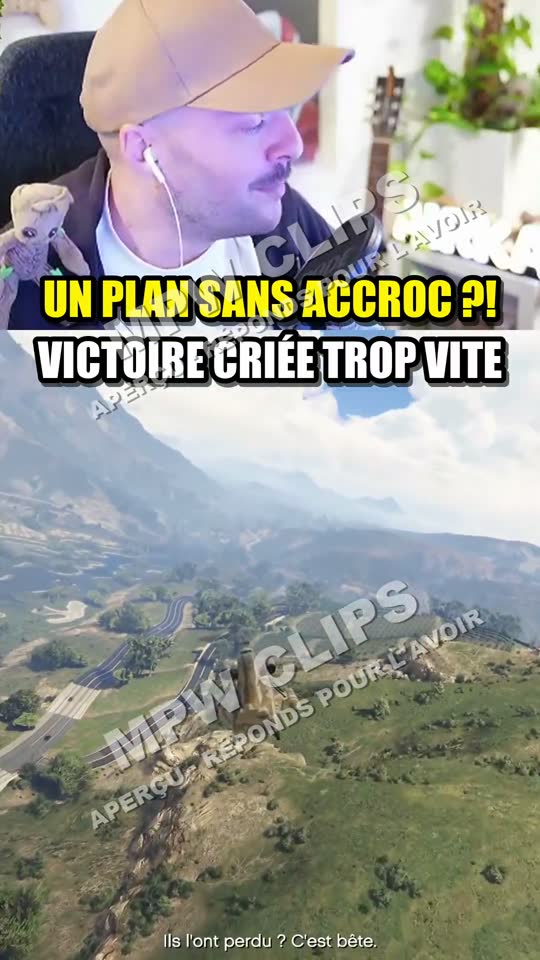 UN PLAN SANS ACCROC ?!
VICTOIRE CRIÉE TROP VITE
MPW CLIPS
APERÇU - RÉPONDS POUR L'AVOIR
MPW CLIPS
APERÇU - RÉPONDS POUR L'AVOIR
Ils l'ont perdu ? C'est bête.